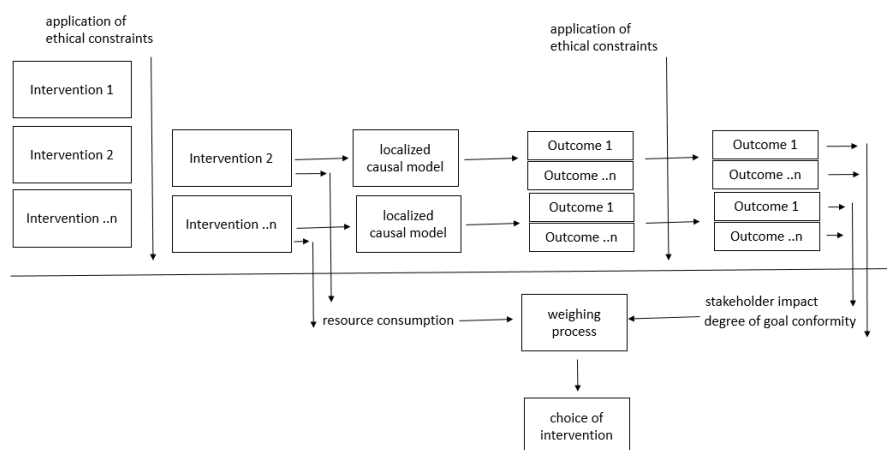 application of
ethical constraints
application of
ethical constraints
Intervention 1
Intervention 2
Intervention ..n
Intervention 2
Intervention ..n
localized
causal model
localized
causal model
Outcome 1
Outcome ..n
Outcome 1
Outcome ..n
Outcome 1
Outcome ..n
Outcome 1
Outcome ..n
resource consumption
weighing
process
stakeholder impact
degree of goal conformity
choice of
intervention